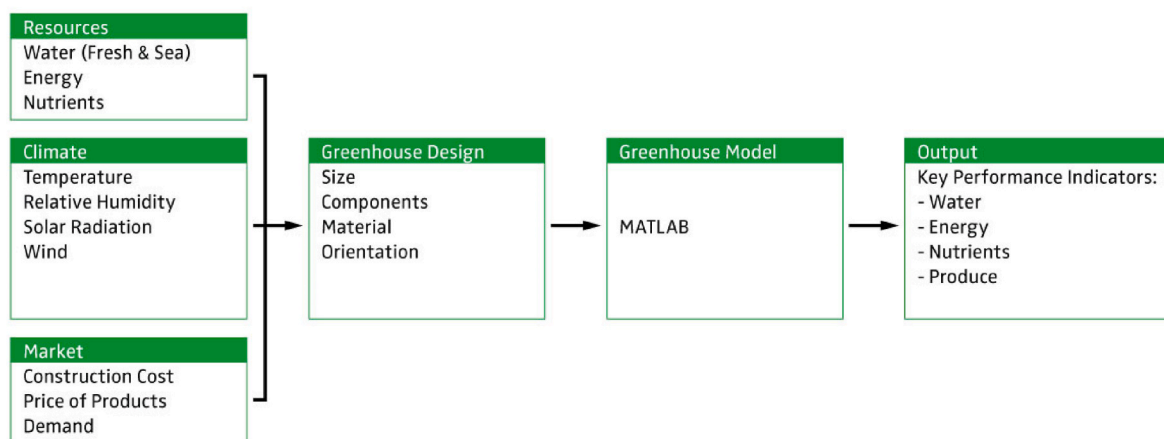 Resources
Water (Fresh & Sea)
Energy
Nutrients
Climate
Temperature
Relative Humidity
Solar Radiation
Wind
Market
Construction Cost
Price of Products
Demand
Greenhouse Design
Size
Components
Material
Orientation
Greenhouse Model
MATLAB
Output
Key Performance Indicators:
- Water
- Energy
- Nutrients
- Produce